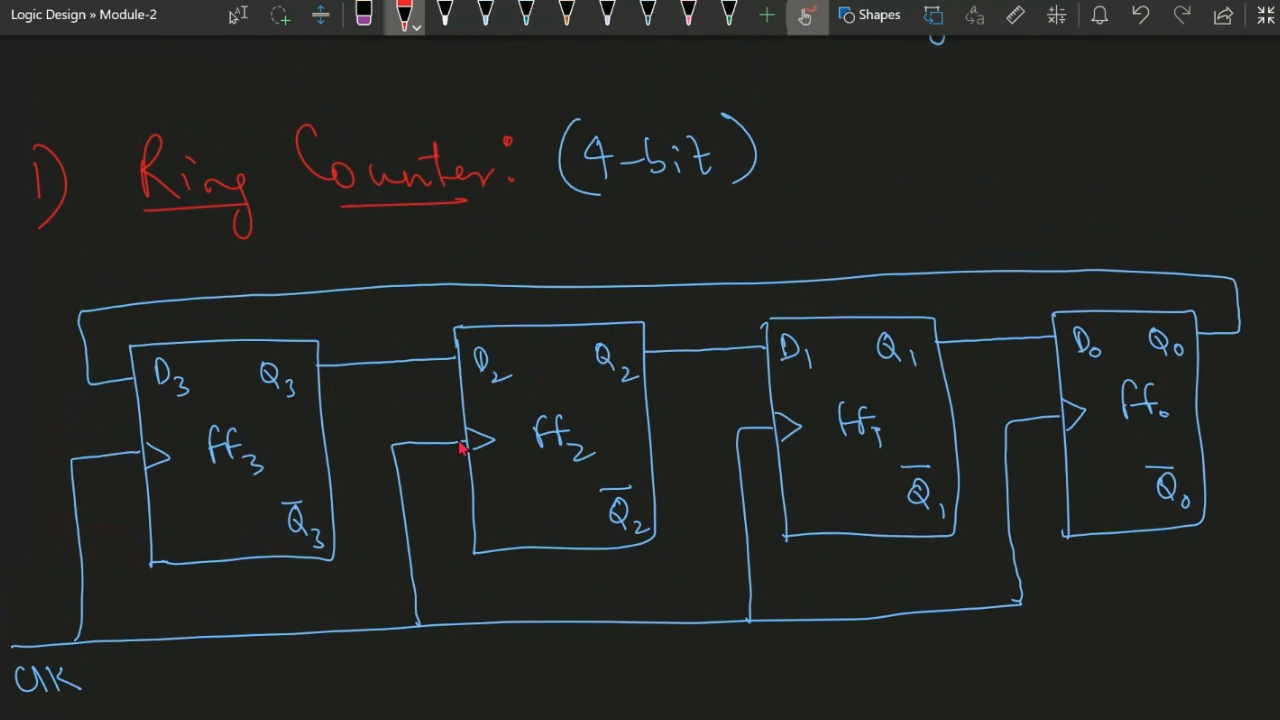 Logic Design » Module-2
Shapes
1) Ring Counter: (4-bit)
D3 Q3 D2 Q2 D1 Q1 D0 Q0
ff3 ff2 ff1 ff0
Q̅3 Q̅2 Q̅1 Q̅0
Clk